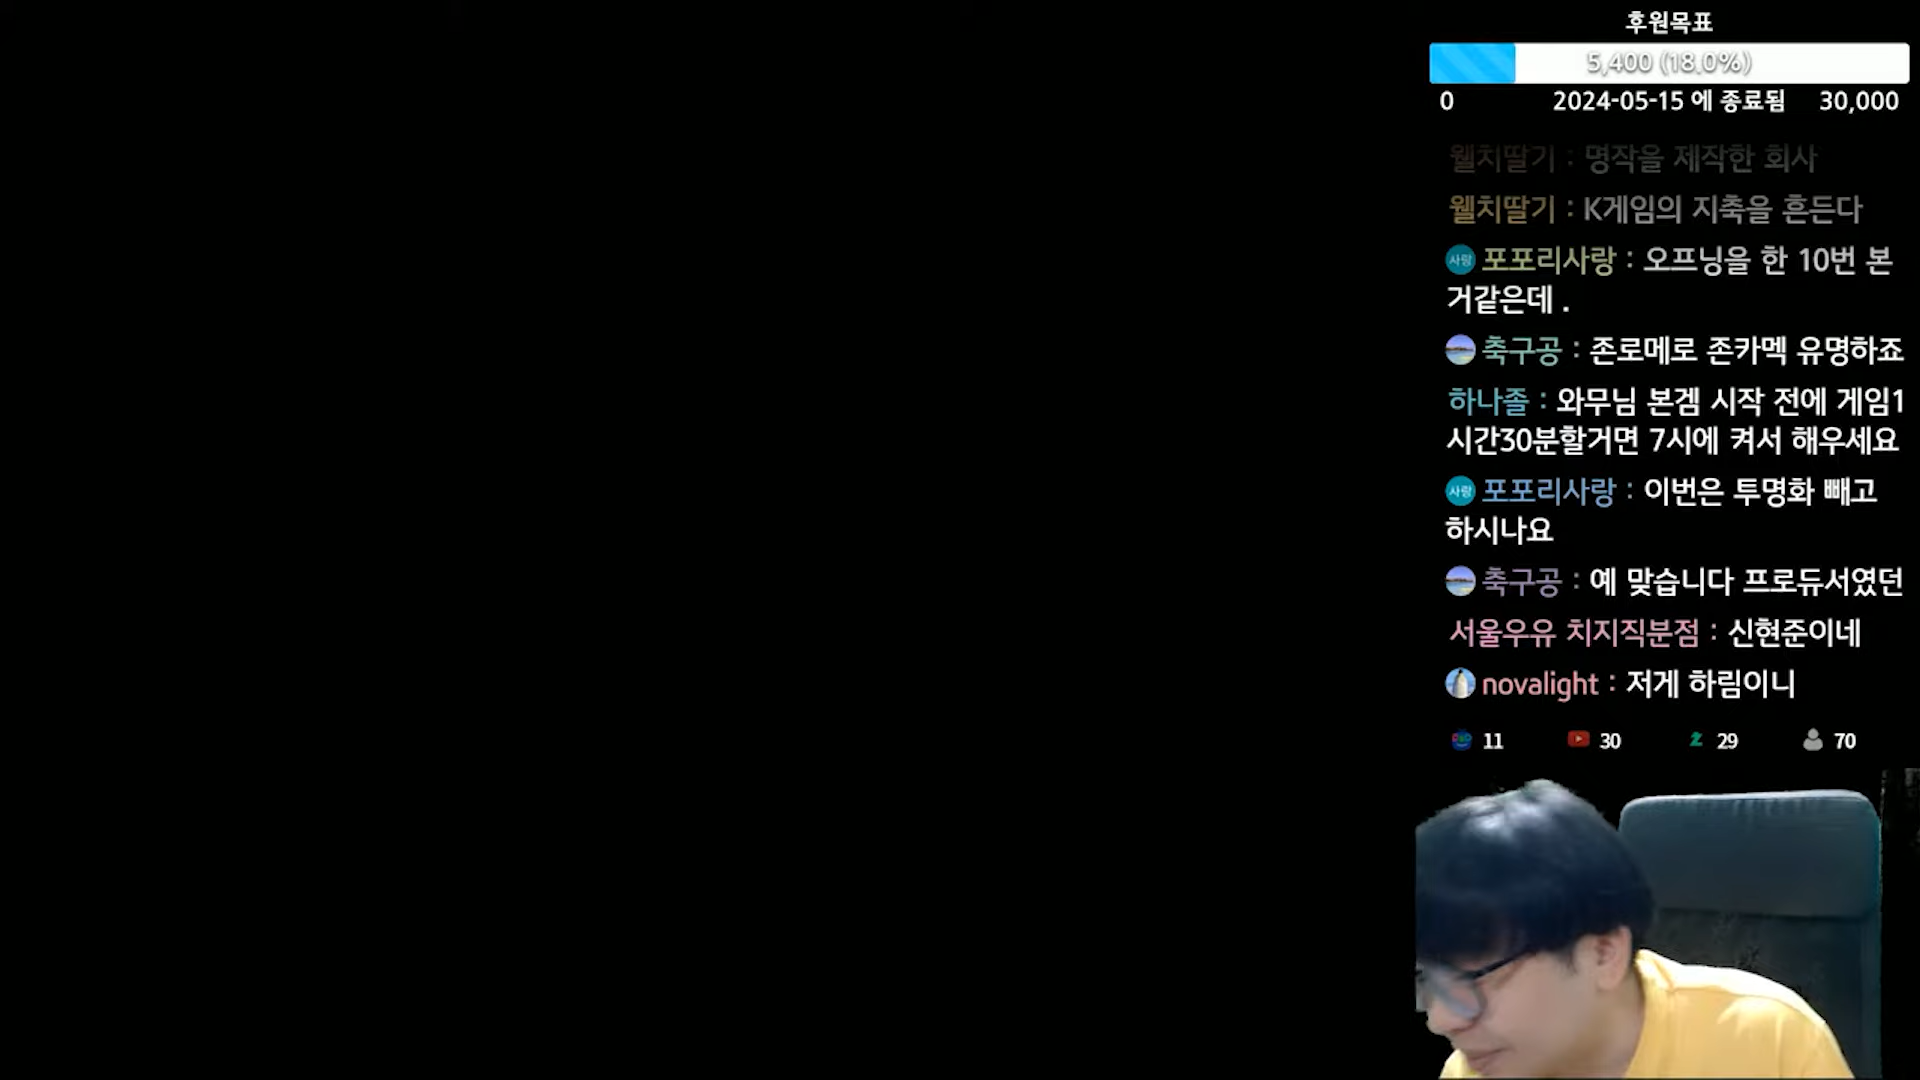 후원목표
5,400 (18.0%)
0 2024-05-15 에 종료됨 30,000
웰치딸기 : 명작을 제작한 회사
웰치딸기 : K게임의 지축을 흔든다
사랑 포포리사랑 : 오프닝을 한 10번 본
거같은데 .
축구공 : 존로메로 존카멕 유명하죠
하나졸 : 와무님 본겜 시작 전에 게임1
시간30분할거면 7시에 켜서 해우세요
사랑 포포리사랑 : 이번은 투명화 빼고
하시나요
축구공 : 예 맞습니다 프로듀서였던
서울우유 치지직분점 : 신현준이네
novalight : 저게 하림이니
11 30 29 70